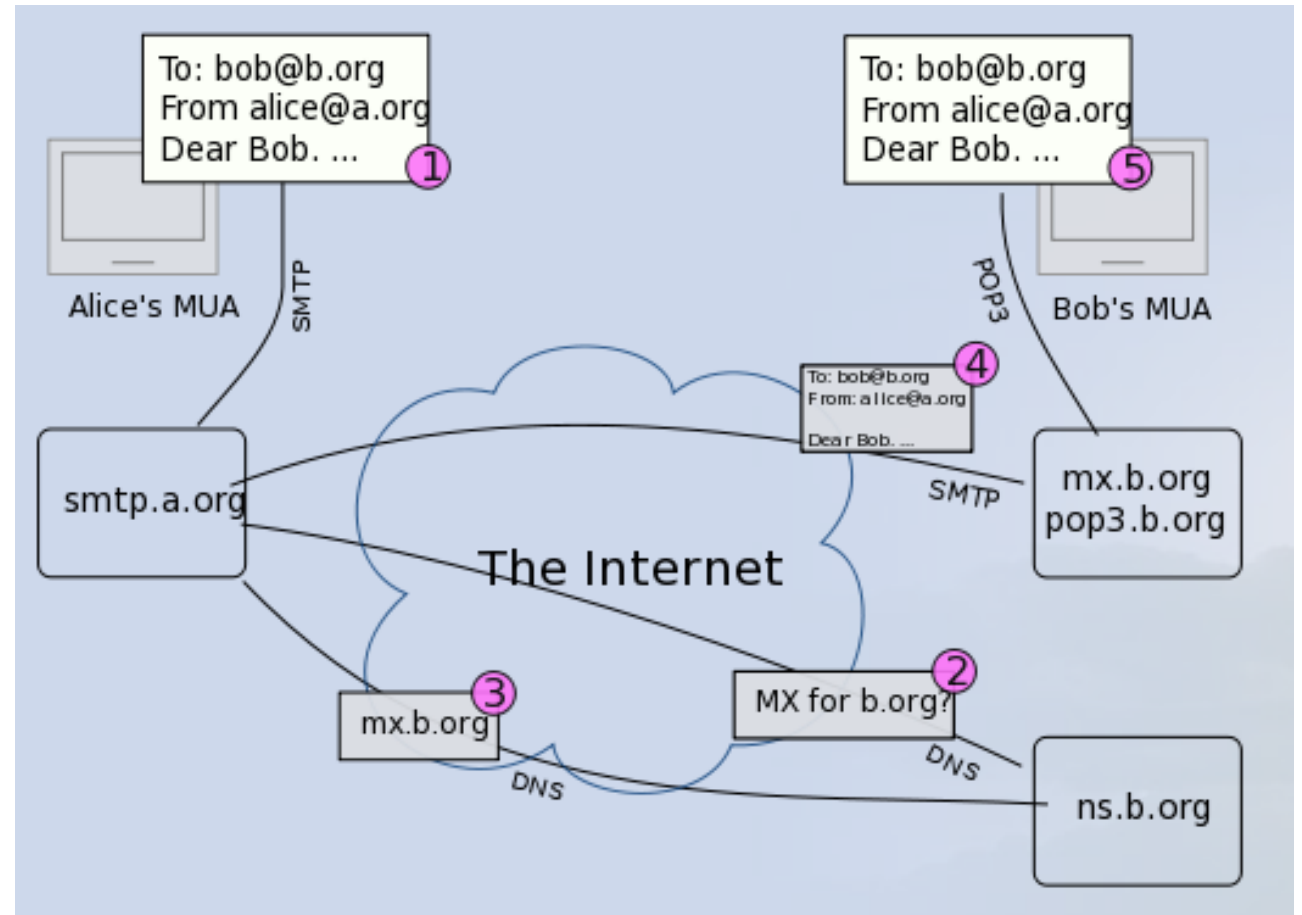 To: bob@b.org
From alice@a.org
Dear Bob. ...
1
Alice's MUA
SMTP
To: bob@b.org
From alice@a.org
Dear Bob. ...
5
Bob's MUA
POP3
To: bob@b.org
From: alice@a.org
Dear Bob. ...
4
SMTP
smtp.a.org
mx.b.org
pop3.b.org
The Internet
MX for b.org?
2
DNS
mx.b.org
3
DNS
ns.b.org